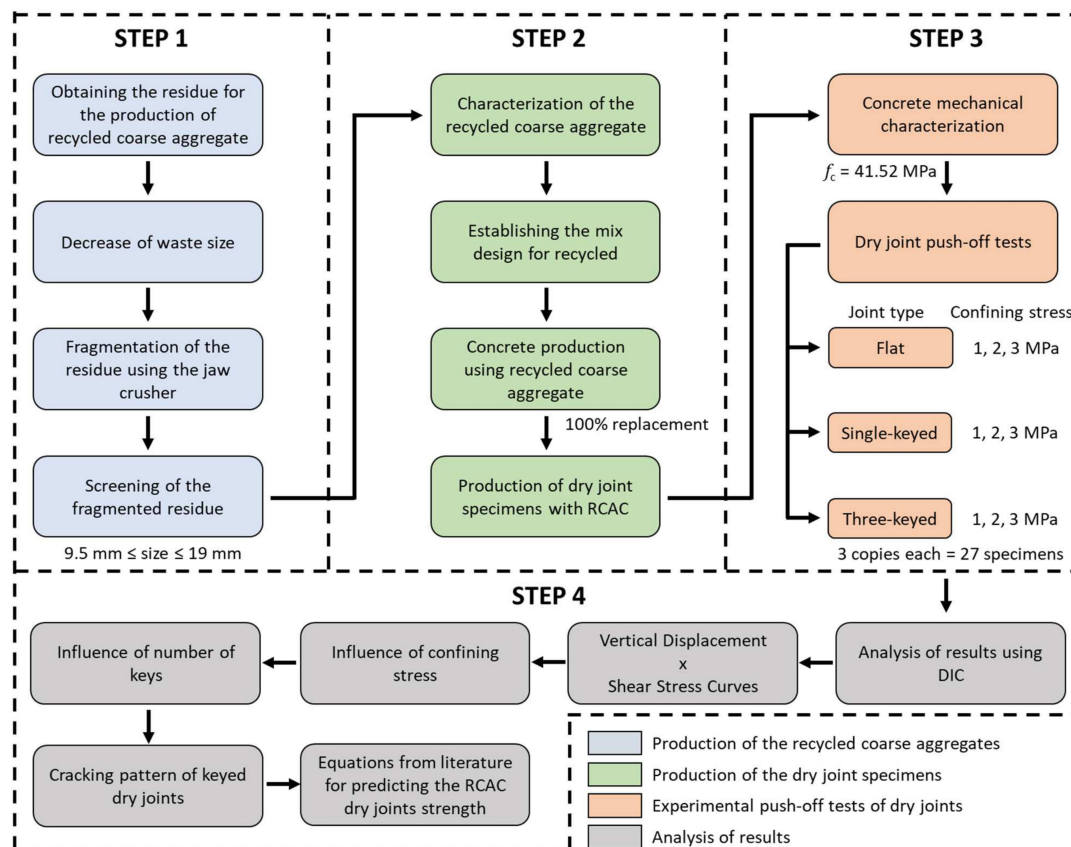 STEP 1
Obtaining the residue for
the production of
recycled coarse aggregate
Decrease of waste size
Fragmentation of the
residue using the jaw
crusher
Screening of the
fragmented residue
9.5 mm ≤ size ≤ 19 mm
STEP 2
Characterization of the
recycled coarse aggregate
Establishing the mix
design for recycled
Concrete production
using recycled coarse
aggregate
100% replacement
Production of dry joint
specimens with RCAC
STEP 3
Concrete mechanical
characterization
fc = 41.52 MPa
Dry joint push-off tests
Joint type Confining stress
Flat 1, 2, 3 MPa
Single-keyed 1, 2, 3 MPa
Three-keyed 1, 2, 3 MPa
3 copies each = 27 specimens
STEP 4
Analysis of results using
DIC
Vertical Displacement
x
Shear Stress Curves
Influence of confining
stress
Influence of number of
keys
Cracking pattern of keyed
dry joints
Equations from literature
for predicting the RCAC
dry joints strength
Production of the recycled coarse aggregates
Production of the dry joint specimens
Experimental push-off tests of dry joints
Analysis of results